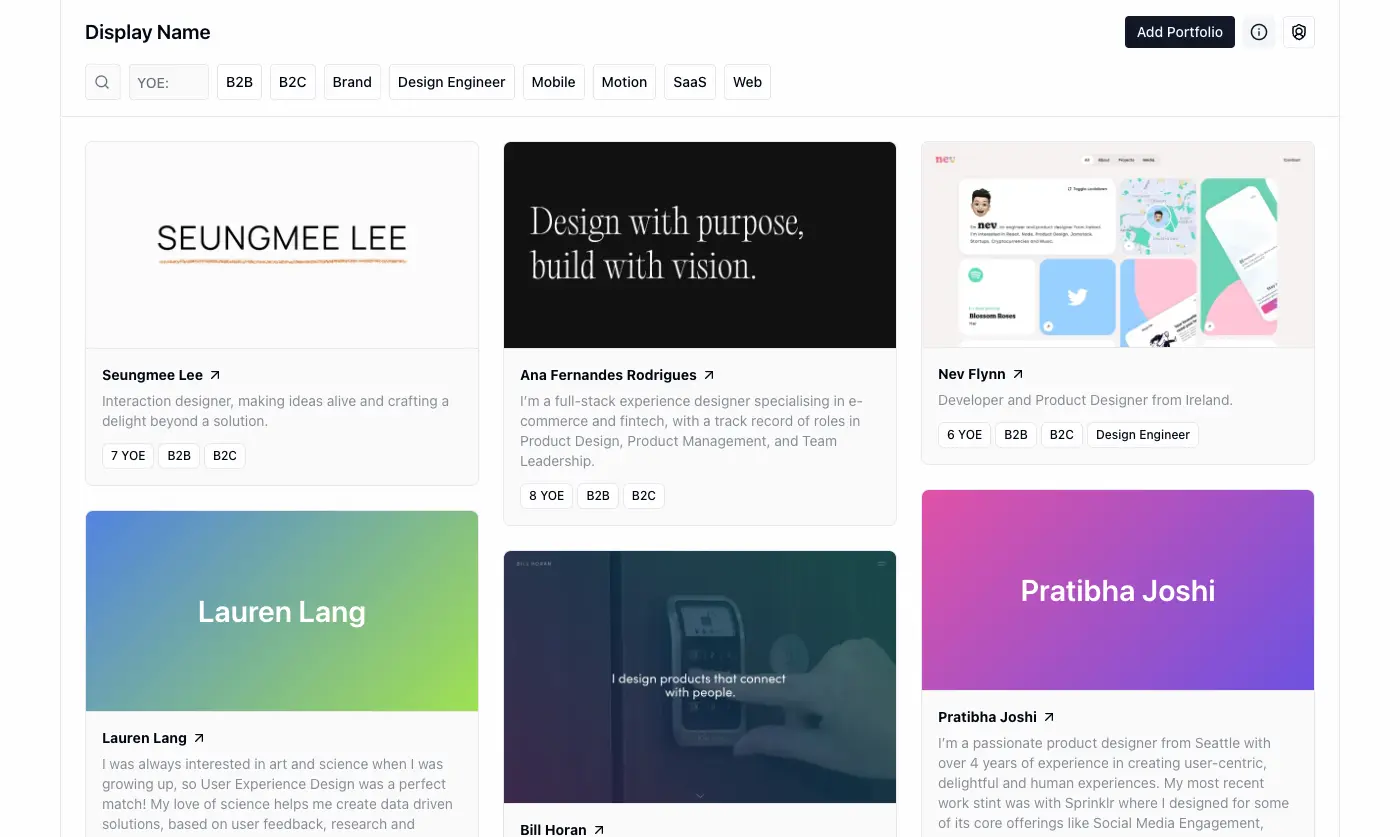 Display Name
Add Portfolio
YOE:
B2B
B2C
Brand
Design Engineer
Mobile
Motion
SaaS
Web
SEUNGMEE LEE
Seungmee Lee
Interaction designer, making ideas alive and crafting a
delight beyond a solution.
7 YOE
B2B
B2C
Lauren Lang
Lauren Lang
I was always interested in art and science when I was
growing up, so User Experience Design was a perfect
match! My love of science helps me create data driven
solutions, based on user feedback, research and
Design with purpose,
build with vision.
Ana Fernandes Rodrigues
I’m a full-stack experience designer specialising in e-
commerce and fintech, with a track record of roles in
Product Design, Product Management, and Team
Leadership.
8 YOE
B2B
B2C
BILL HORAN
I design products that connect
with people.
Bill Horan
nev
All
About
Projects
Media
Contact
Toggle Lockdown
nev
Blossom Roses
Nev Flynn
Developer and Product Designer from Ireland.
6 YOE
B2B
B2C
Design Engineer
Pratibha Joshi
Pratibha Joshi
I’m a passionate product designer from Seattle with
over 4 years of experience in creating user-centric,
delightful and human experiences. My most recent
work stint was with Sprinklr where I designed for some
of its core offerings like Social Media Engagement,